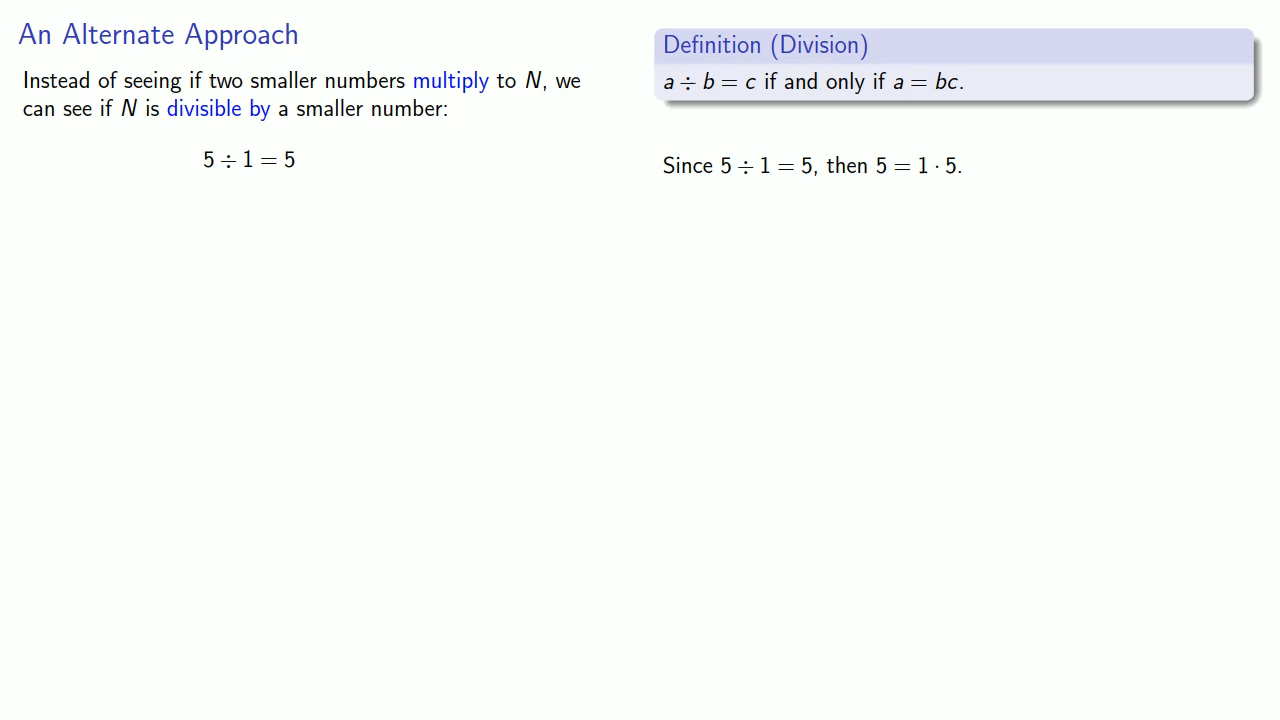 An Alternate Approach
Instead of seeing if two smaller numbers multiply to N, we
can see if N is divisible by a smaller number:
5 ÷ 1 = 5
Definition (Division)
a ÷ b = c if and only if a = bc.
Since 5 ÷ 1 = 5, then 5 = 1 · 5.